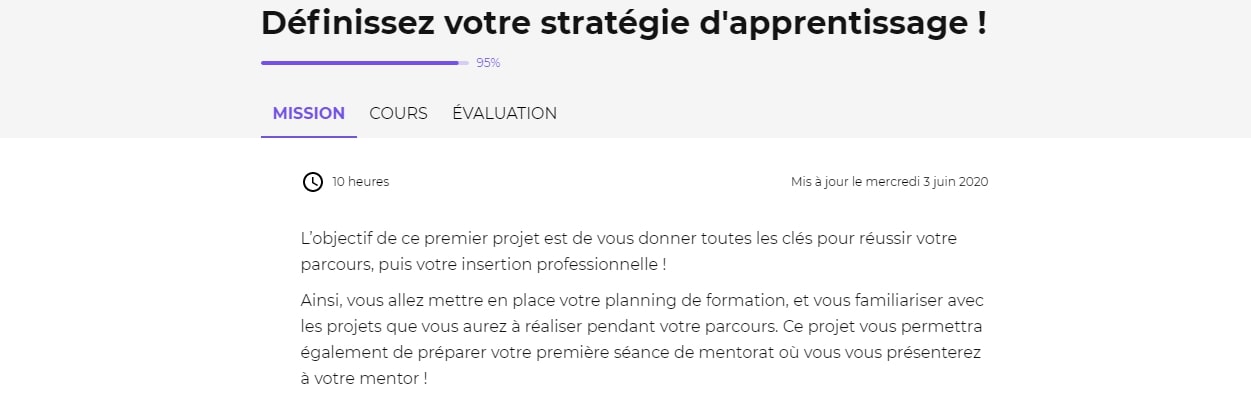 Définissez votre stratégie d'apprentissage !
95%
MISSION COURS ÉVALUATION
10 heures Mis à jour le mercredi 3 juin 2020
L’objectif de ce premier projet est de vous donner toutes les clés pour réussir votre
parcours, puis votre insertion professionnelle !
Ainsi, vous allez mettre en place votre planning de formation, et vous familiariser avec
les projets que vous aurez à réaliser pendant votre parcours. Ce projet vous permettra
également de préparer votre première séance de mentorat où vous vous présenterez
à votre mentor !